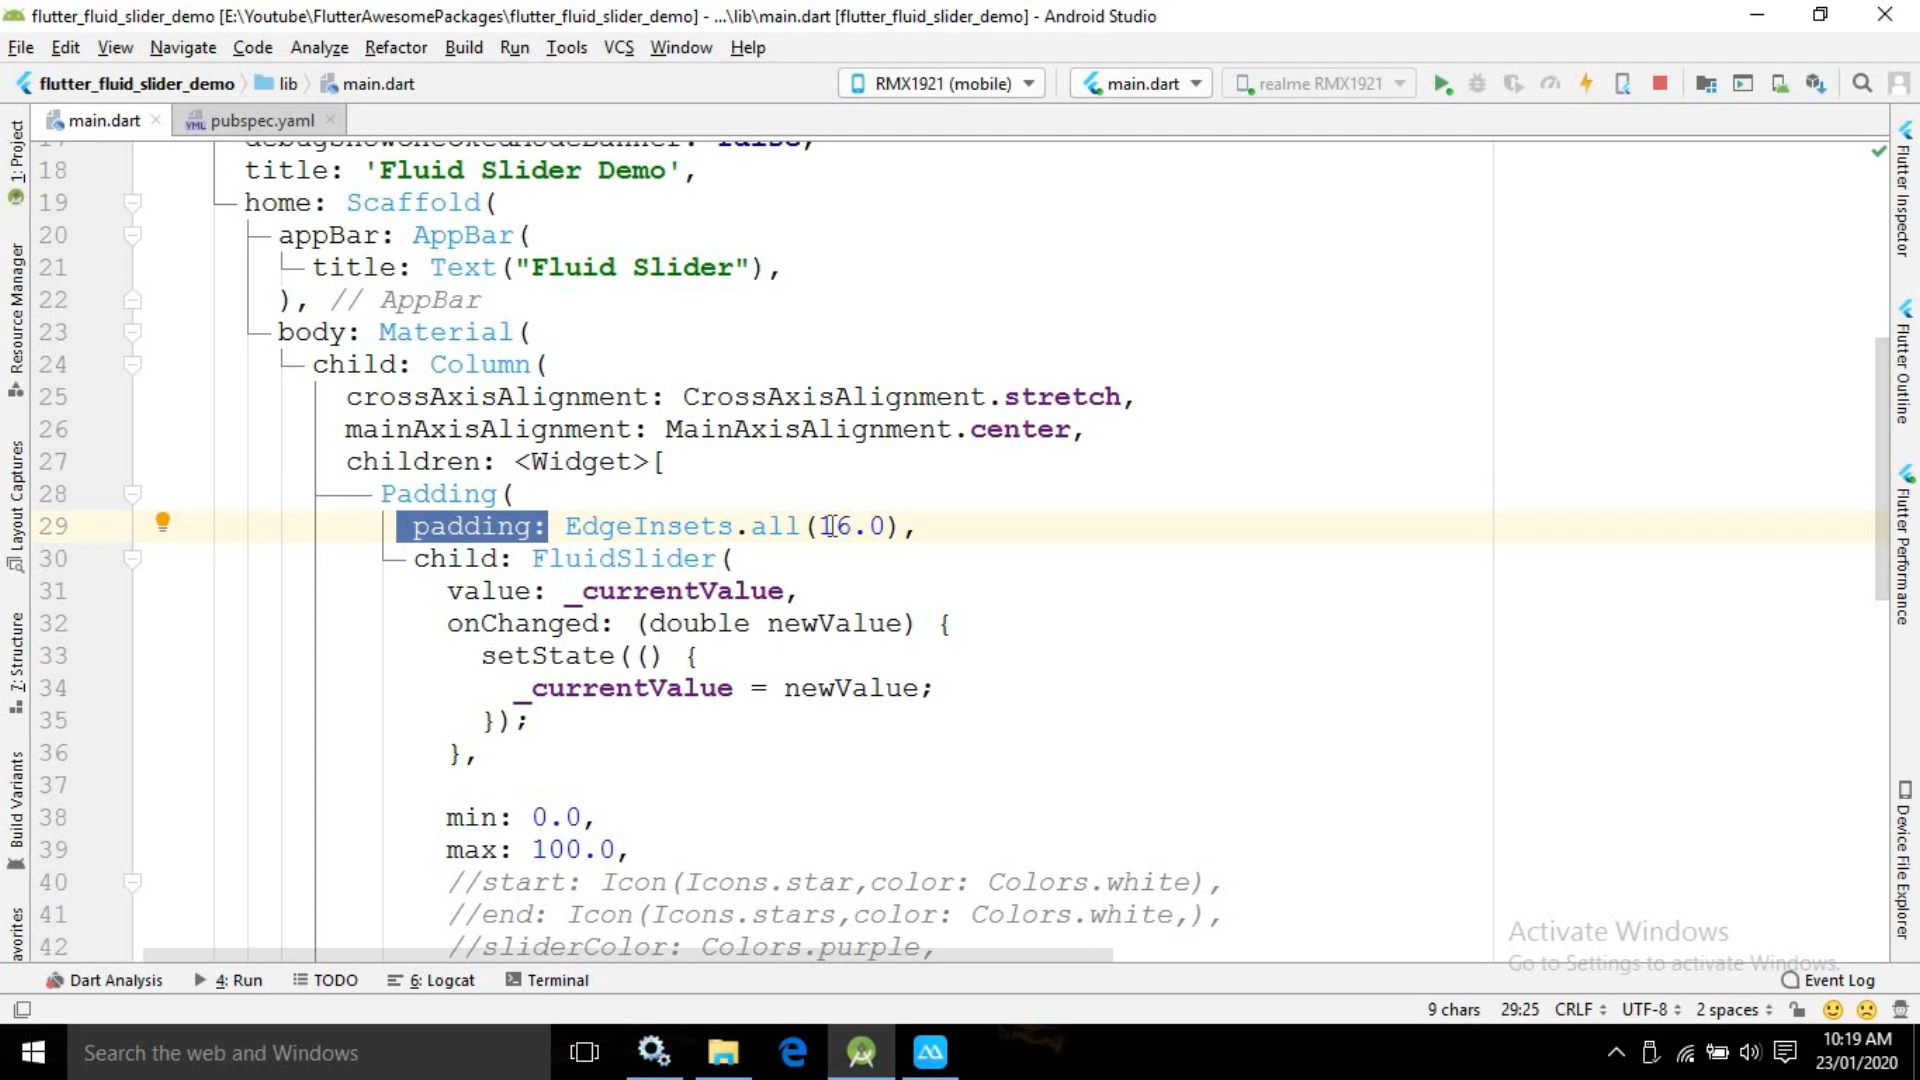 flutter_fluid_slider_demo [E:\Youtube\FlutterAwesomePackages\flutter_fluid_slider_demo] - ...\lib\main.dart [flutter_fluid_slider_demo] - Android Studio
File Edit View Navigate Code Analyze Refactor Build Run Tools VCS Window Help
flutter_fluid_slider_demo lib main.dart RMX1921 (mobile) main.dart realme RMX1921
main.dart pubspec.yaml
17 debugShowCheckedModeBanner: false,
18 title: 'Fluid Slider Demo',
19 home: Scaffold(
20 appBar: AppBar(
21 title: Text("Fluid Slider"),
22 ), // AppBar
23 body: Material(
24 child: Column(
25 crossAxisAlignment: CrossAxisAlignment.stretch,
26 mainAxisAlignment: MainAxisAlignment.center,
27 children: <Widget>[
28 Padding(
29 padding: EdgeInsets.all(16.0),
30 child: FluidSlider(
31 value: _currentValue,
32 onChanged: (double newValue) {
33 setState(() {
34 _currentValue = newValue;
35 });
36 },
37
38 min: 0.0,
39 max: 100.0,
40 //start: Icon(Icons.star,color: Colors.white),
41 //end: Icon(Icons.stars,color: Colors.white,),
42 //sliderColor: Colors.purple,
1: Project
Resource Manager
Layout Captures
7: Structure
Build Variants
avorites
Flutter Inspector
Flutter Outline
Flutter Performance
Device File Explorer
Activate Windows
Go to Settings to activate Windows.
Dart Analysis 4: Run TODO 6: Logcat Terminal Event Log
9 chars 29:25 CRLF UTF-8 2 spaces
Search the web and Windows
10:19 AM
23/01/2020